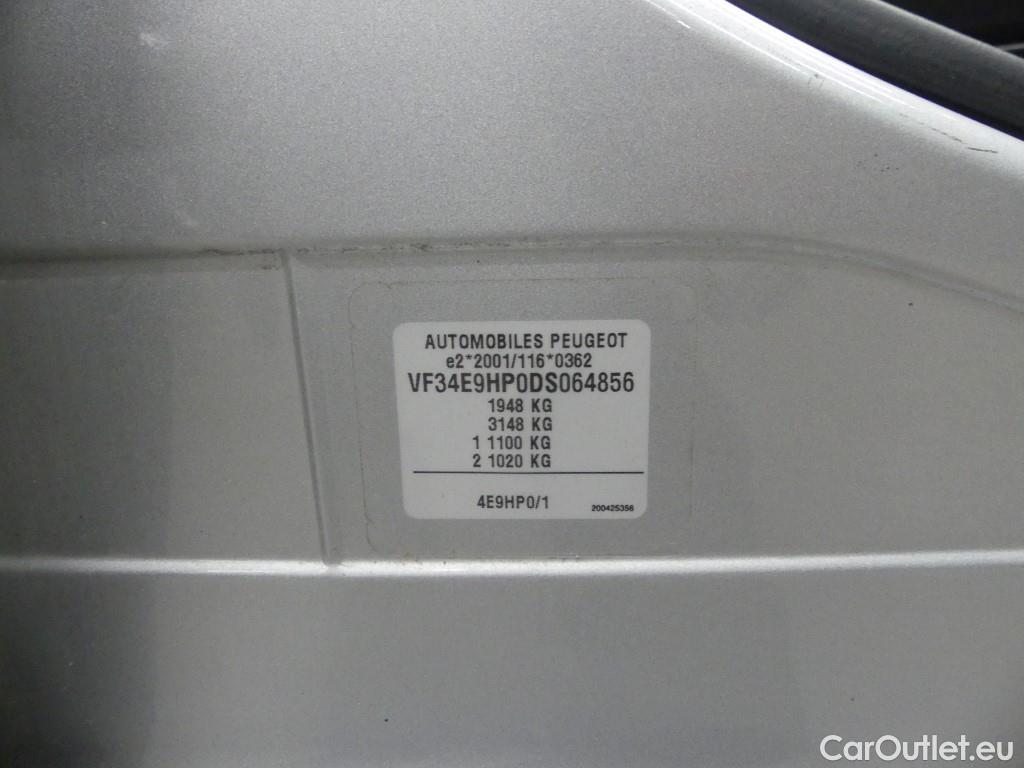 AUTOMOBILES PEUGEOT
e2*2001/116*0362
VF34E9HP0DS064856
1948 KG
3148 KG
1 1100 KG
2 1020 KG
4E9HP0/1
200425356
CarOutlet.eu